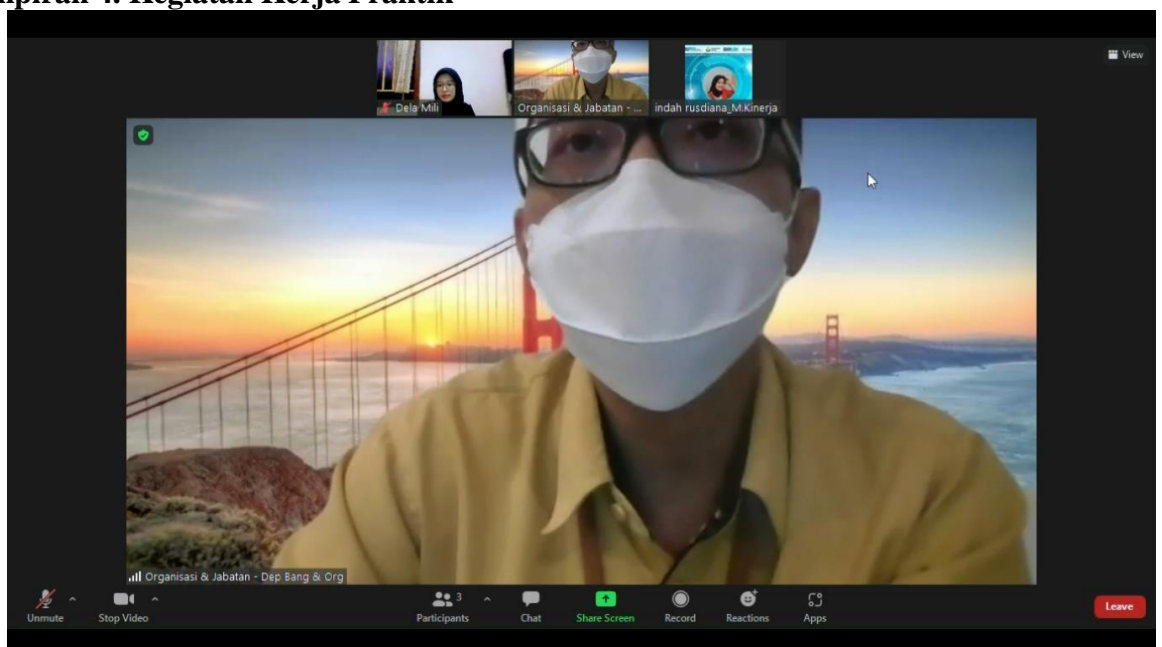 mpiran 4. Kegiatan Kerja Praktik
View
Dela Mili
Organisasi & Jabatan - ...
indah rusdiana_M.Kinerja
Organisasi & Jabatan - Dep Bang & Org
Unmute
Stop Video
Participants
3
Chat
Share Screen
Record
Reactions
Apps
Leave